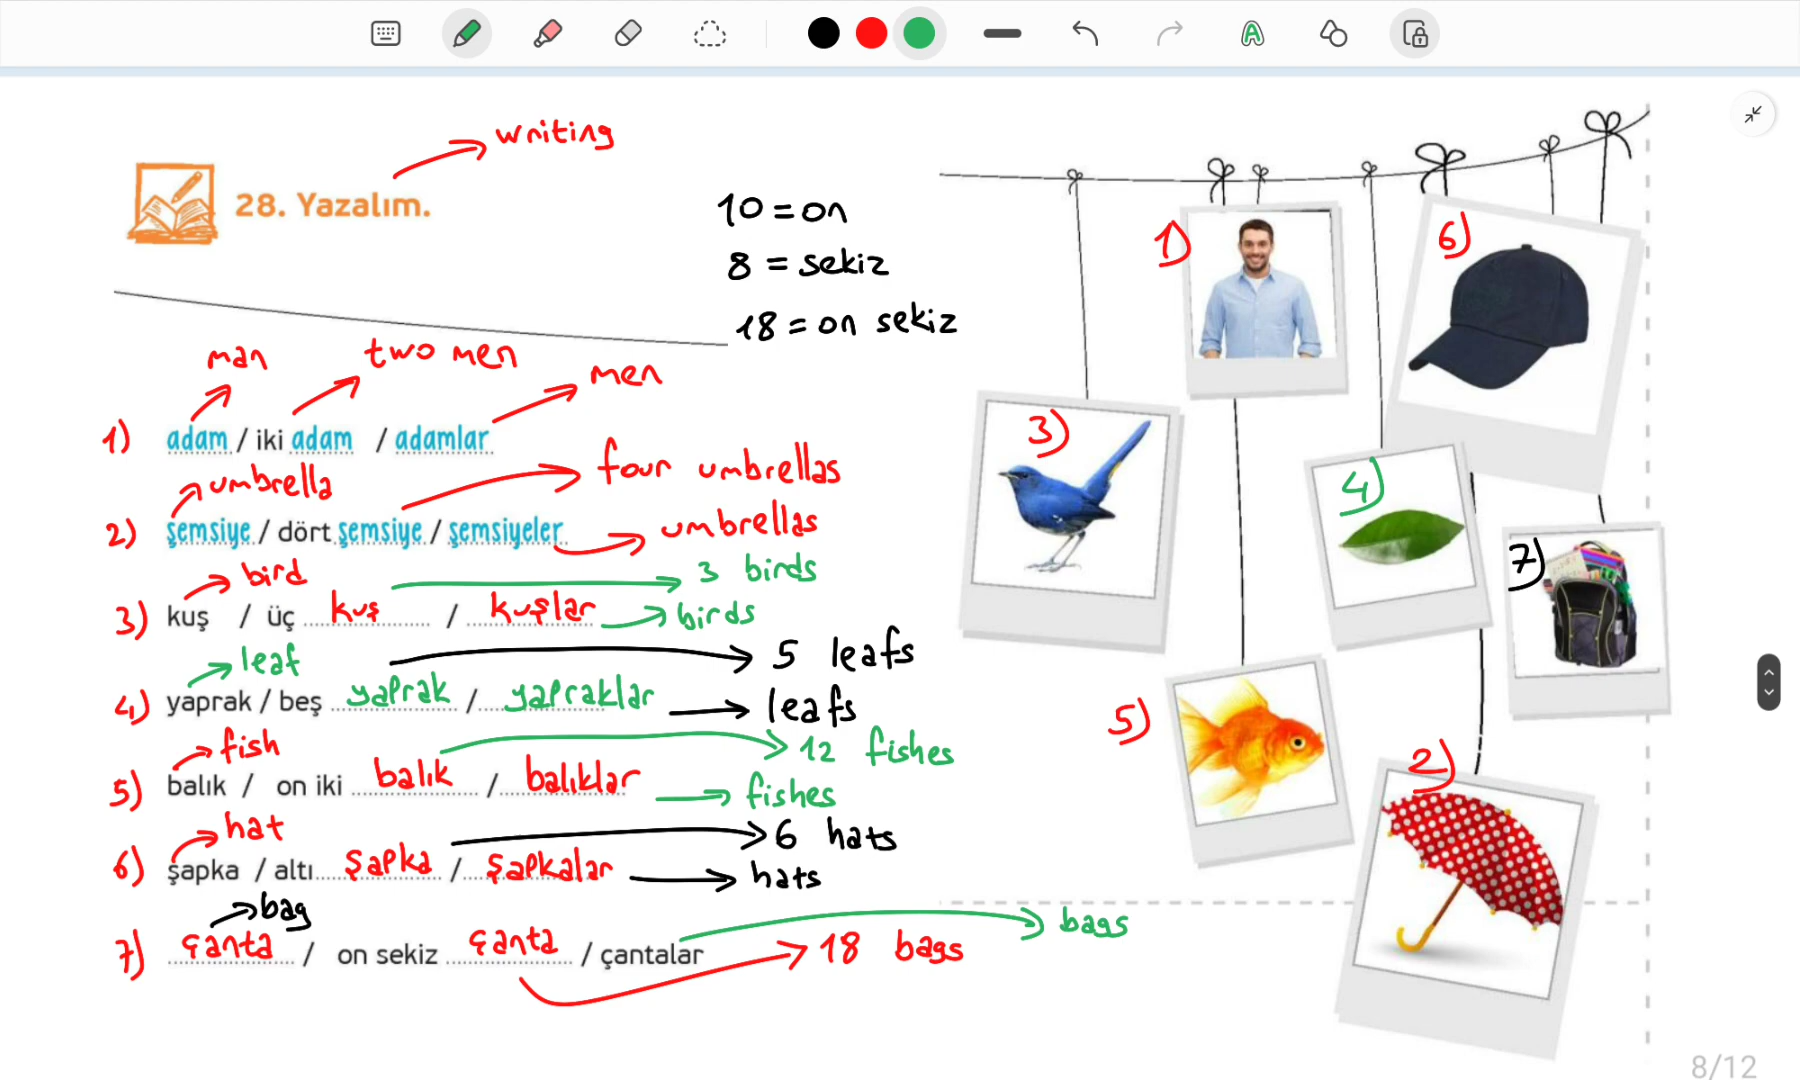 writing
28. Yazalım.
10 = on
8 = sekiz
18 = on sekiz
man
two men
men
1) adam / iki adam / adamlar
umbrella
four umbrellas
2) şemsiye / dört şemsiye / şemsiyeler
umbrellas
bird
3 birds
3) kuş / üç kuş / kuşlar
birds
leaf
5 leafs
4) yaprak / beş yaprak / yapraklar
leafs
fish
12 fishes
5) balık / on iki balık / balıklar
fishes
hat
6 hats
6) şapka / altı şapka / şapkalar
hats
bag
7) çanta / on sekiz çanta / çantalar
bags
18 bags
1)
6)
3)
4)
7)
5)
2)
8/12